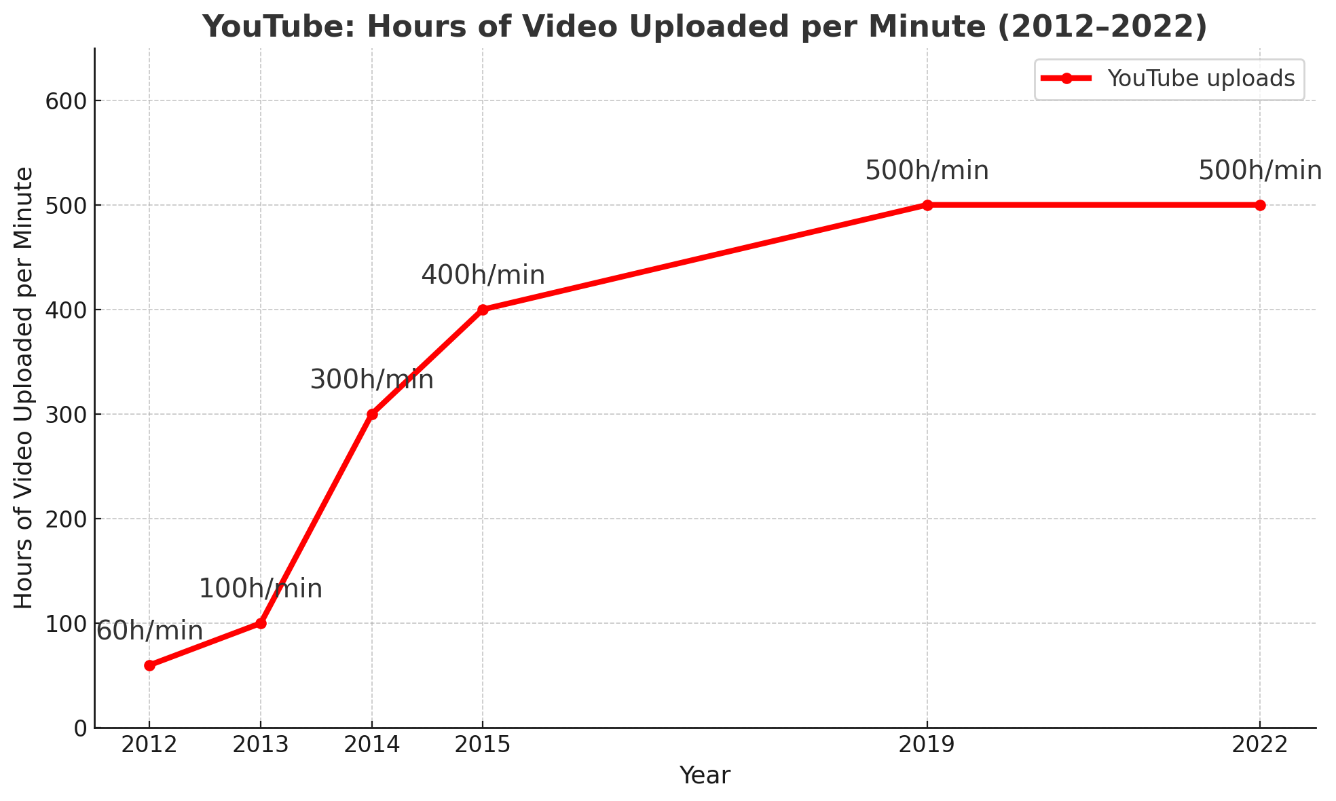 YouTube: Hours of Video Uploaded per Minute (2012–2022)
YouTube uploads
Hours of Video Uploaded per Minute
600
500
400
300
200
100
0
60h/min
100h/min
300h/min
400h/min
500h/min
500h/min
2012
2013
2014
2015
2019
2022
Year